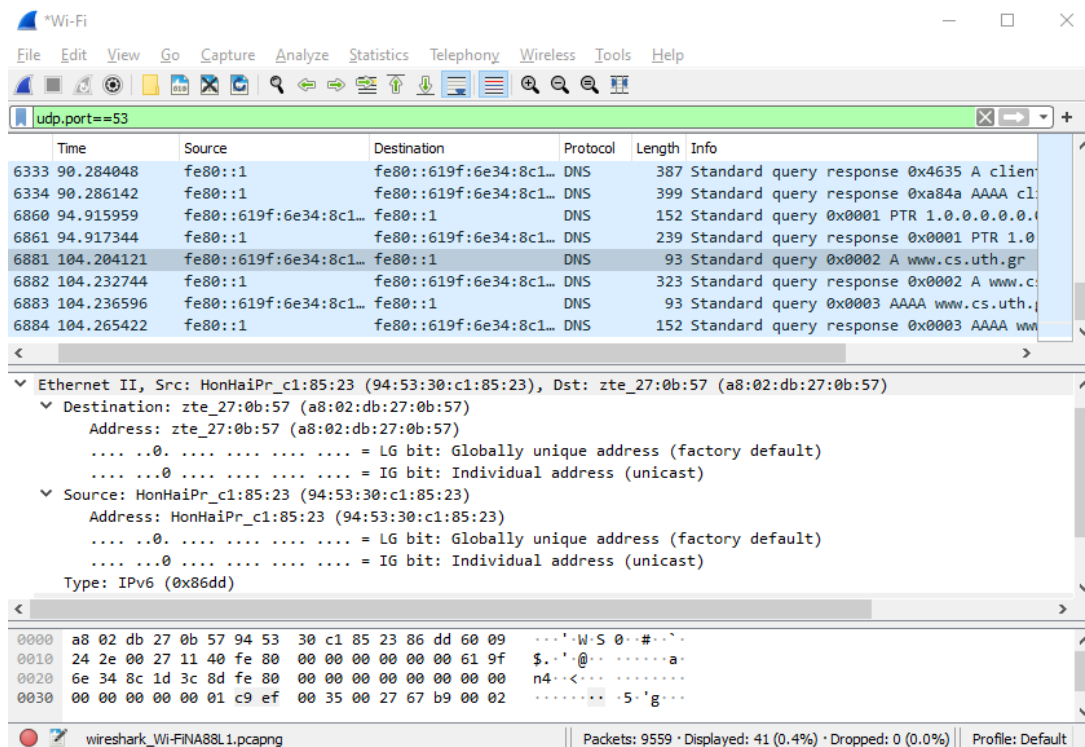 *Wi-Fi
File Edit View Go Capture Analyze Statistics Telephony Wireless Tools Help
udp.port==53
Time Source Destination Protocol Length Info
6333 90.284048 fe80::1 fe80::619f:6e34:8c1… DNS 387 Standard query response 0x4635 A clien
6334 90.286142 fe80::1 fe80::619f:6e34:8c1… DNS 399 Standard query response 0xa84a AAAA cl
6860 94.915959 fe80::619f:6e34:8c1… fe80::1 DNS 152 Standard query 0x0001 PTR 1.0.0.0.0.0.
6861 94.917344 fe80::1 fe80::619f:6e34:8c1… DNS 239 Standard query response 0x0001 PTR 1.0
6881 104.204121 fe80::619f:6e34:8c1… fe80::1 DNS 93 Standard query 0x0002 A www.cs.uth.gr
6882 104.232744 fe80::1 fe80::619f:6e34:8c1… DNS 323 Standard query response 0x0002 A www.c
6883 104.236596 fe80::619f:6e34:8c1… fe80::1 DNS 93 Standard query 0x0003 AAAA www.cs.uth.
6884 104.265422 fe80::1 fe80::619f:6e34:8c1… DNS 152 Standard query response 0x0003 AAAA ww
Ethernet II, Src: HonHaiPr_c1:85:23 (94:53:30:c1:85:23), Dst: zte_27:0b:57 (a8:02:db:27:0b:57)
Destination: zte_27:0b:57 (a8:02:db:27:0b:57)
Address: zte_27:0b:57 (a8:02:db:27:0b:57)
.... ..0. .... .... .... .... = LG bit: Globally unique address (factory default)
.... ...0 .... .... .... .... = IG bit: Individual address (unicast)
Source: HonHaiPr_c1:85:23 (94:53:30:c1:85:23)
Address: HonHaiPr_c1:85:23 (94:53:30:c1:85:23)
.... ..0. .... .... .... .... = LG bit: Globally unique address (factory default)
.... ...0 .... .... .... .... = IG bit: Individual address (unicast)
Type: IPv6 (0x86dd)
0000 a8 02 db 27 0b 57 94 53 30 c1 85 23 86 dd 60 09 ···'·W·S 0··#··`·
0010 24 2e 00 27 11 40 fe 80 00 00 00 00 00 00 61 9f $.·'·@·· ······a·
0020 6e 34 8c 1d 3c 8d fe 80 00 00 00 00 00 00 00 00 n4··<··· ········
0030 00 00 00 00 00 01 c9 ef 00 35 00 27 67 b9 00 02 ········ ·5·'g···
wireshark_Wi-FiNA88L1.pcapng Packets: 9559 · Displayed: 41 (0.4%) · Dropped: 0 (0.0%) Profile: Default